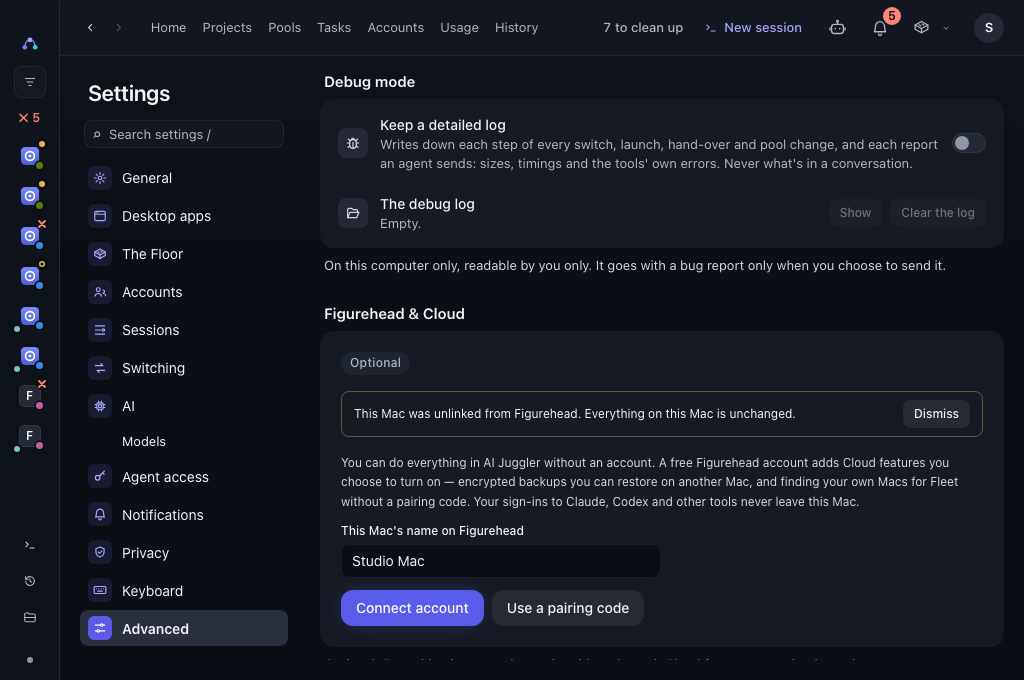 Home Projects Pools Tasks Accounts Usage History 7 to clean up New session 5 S
5
F
F
Settings
Search settings /
General
Desktop apps
The Floor
Accounts
Sessions
Switching
AI
Models
Agent access
Notifications
Privacy
Keyboard
Advanced
Debug mode
Keep a detailed log
Writes down each step of every switch, launch, hand-over and pool change, and each report
an agent sends: sizes, timings and the tools' own errors. Never what's in a conversation.
The debug log
Empty.
Show Clear the log
On this computer only, readable by you only. It goes with a bug report only when you choose to send it.
Figurehead & Cloud
Optional
This Mac was unlinked from Figurehead. Everything on this Mac is unchanged. Dismiss
You can do everything in AI Juggler without an account. A free Figurehead account adds Cloud features you
choose to turn on — encrypted backups you can restore on another Mac, and finding your own Macs for Fleet
without a pairing code. Your sign-ins to Claude, Codex and other tools never leave this Mac.
This Mac's name on Figurehead
Studio Mac
Connect account Use a pairing code